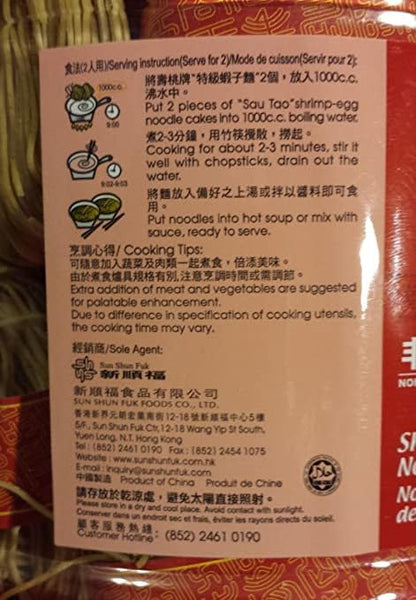 食法(2人用)/Serving instruction(Serve for 2)/Mode de cuisson(Servir pour 2):
1000c.c.
9:00
將壽桃牌"特級蝦子麵"2個，放入1000c.c.
沸水中。
Put 2 pieces of "Sau Tao"shrimp-egg
noodle cakes into 1000c.c. boiling water.
9:02-9:03
煮2-3分鐘，用竹筷攪散，撈起。
Cooking for about 2-3 minutes, stir it
well with chopsticks, drain out the
water.
將麵放入備好之上湯或拌以醬料即可食
用。
Put noodles into hot soup or mix with
sauce, ready to serve.
烹調心得/ Cooking Tips:
可隨意加入蔬菜及肉類一起煮食，倍添美味。
由於煮食爐具規格有別,注意烹調時間或需調節。
Extra addition of meat and vegetables are suggested
for palatable enhancement.
Due to difference in specification of cooking utensils,
the cooking time may vary.
經銷商/Sole Agent:
Sun Shun Fuk
新順福
新順福食品有限公司
SUN SHUN FUK FOODS CO., LTD.
香港新界元朗宏業南街12-18號新順福中心5樓
5/F., Sun Shun Fuk Ctr,12-18 Wang Yip St South,
Yuen Long, N.T. Hong Kong
Tel : (852) 2461 0190 Fax : (852) 2454 1075
Website : www.sunshunfuk.com.hk
E-mail : inquiry@sunshunfuk.com
中國製造 Product of China Produit de Chine
請存放於乾涼處，避免太陽直接照射。
Please store in a dry and cool place. Avoid contact with sunlight.
Conserver dans un endroit sec et frais, éviter les rayons directs du soleil.
顧客服務熱綫:
Customer Hotline: (852) 2461 0190
NO
S
N
No
de